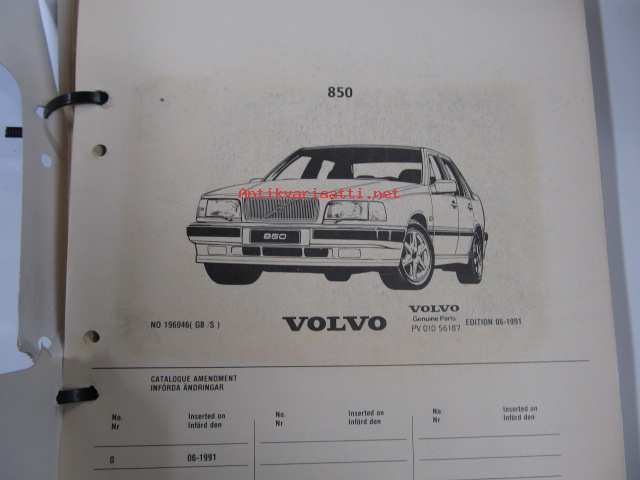 850
Antikvariaatti.net
850
NO 196046( GB /S )
VOLVO
VOLVO
Genuine Parts
PV 010 56187
EDITION 06-1991
CATALOGUE AMENDMENT
INFÖRDA ÄNDRINGAR
No. Inserted on No. Inserted on No. Inserted on
Nr Införd den Nr Införd den Nr Införd den
0 06-1991